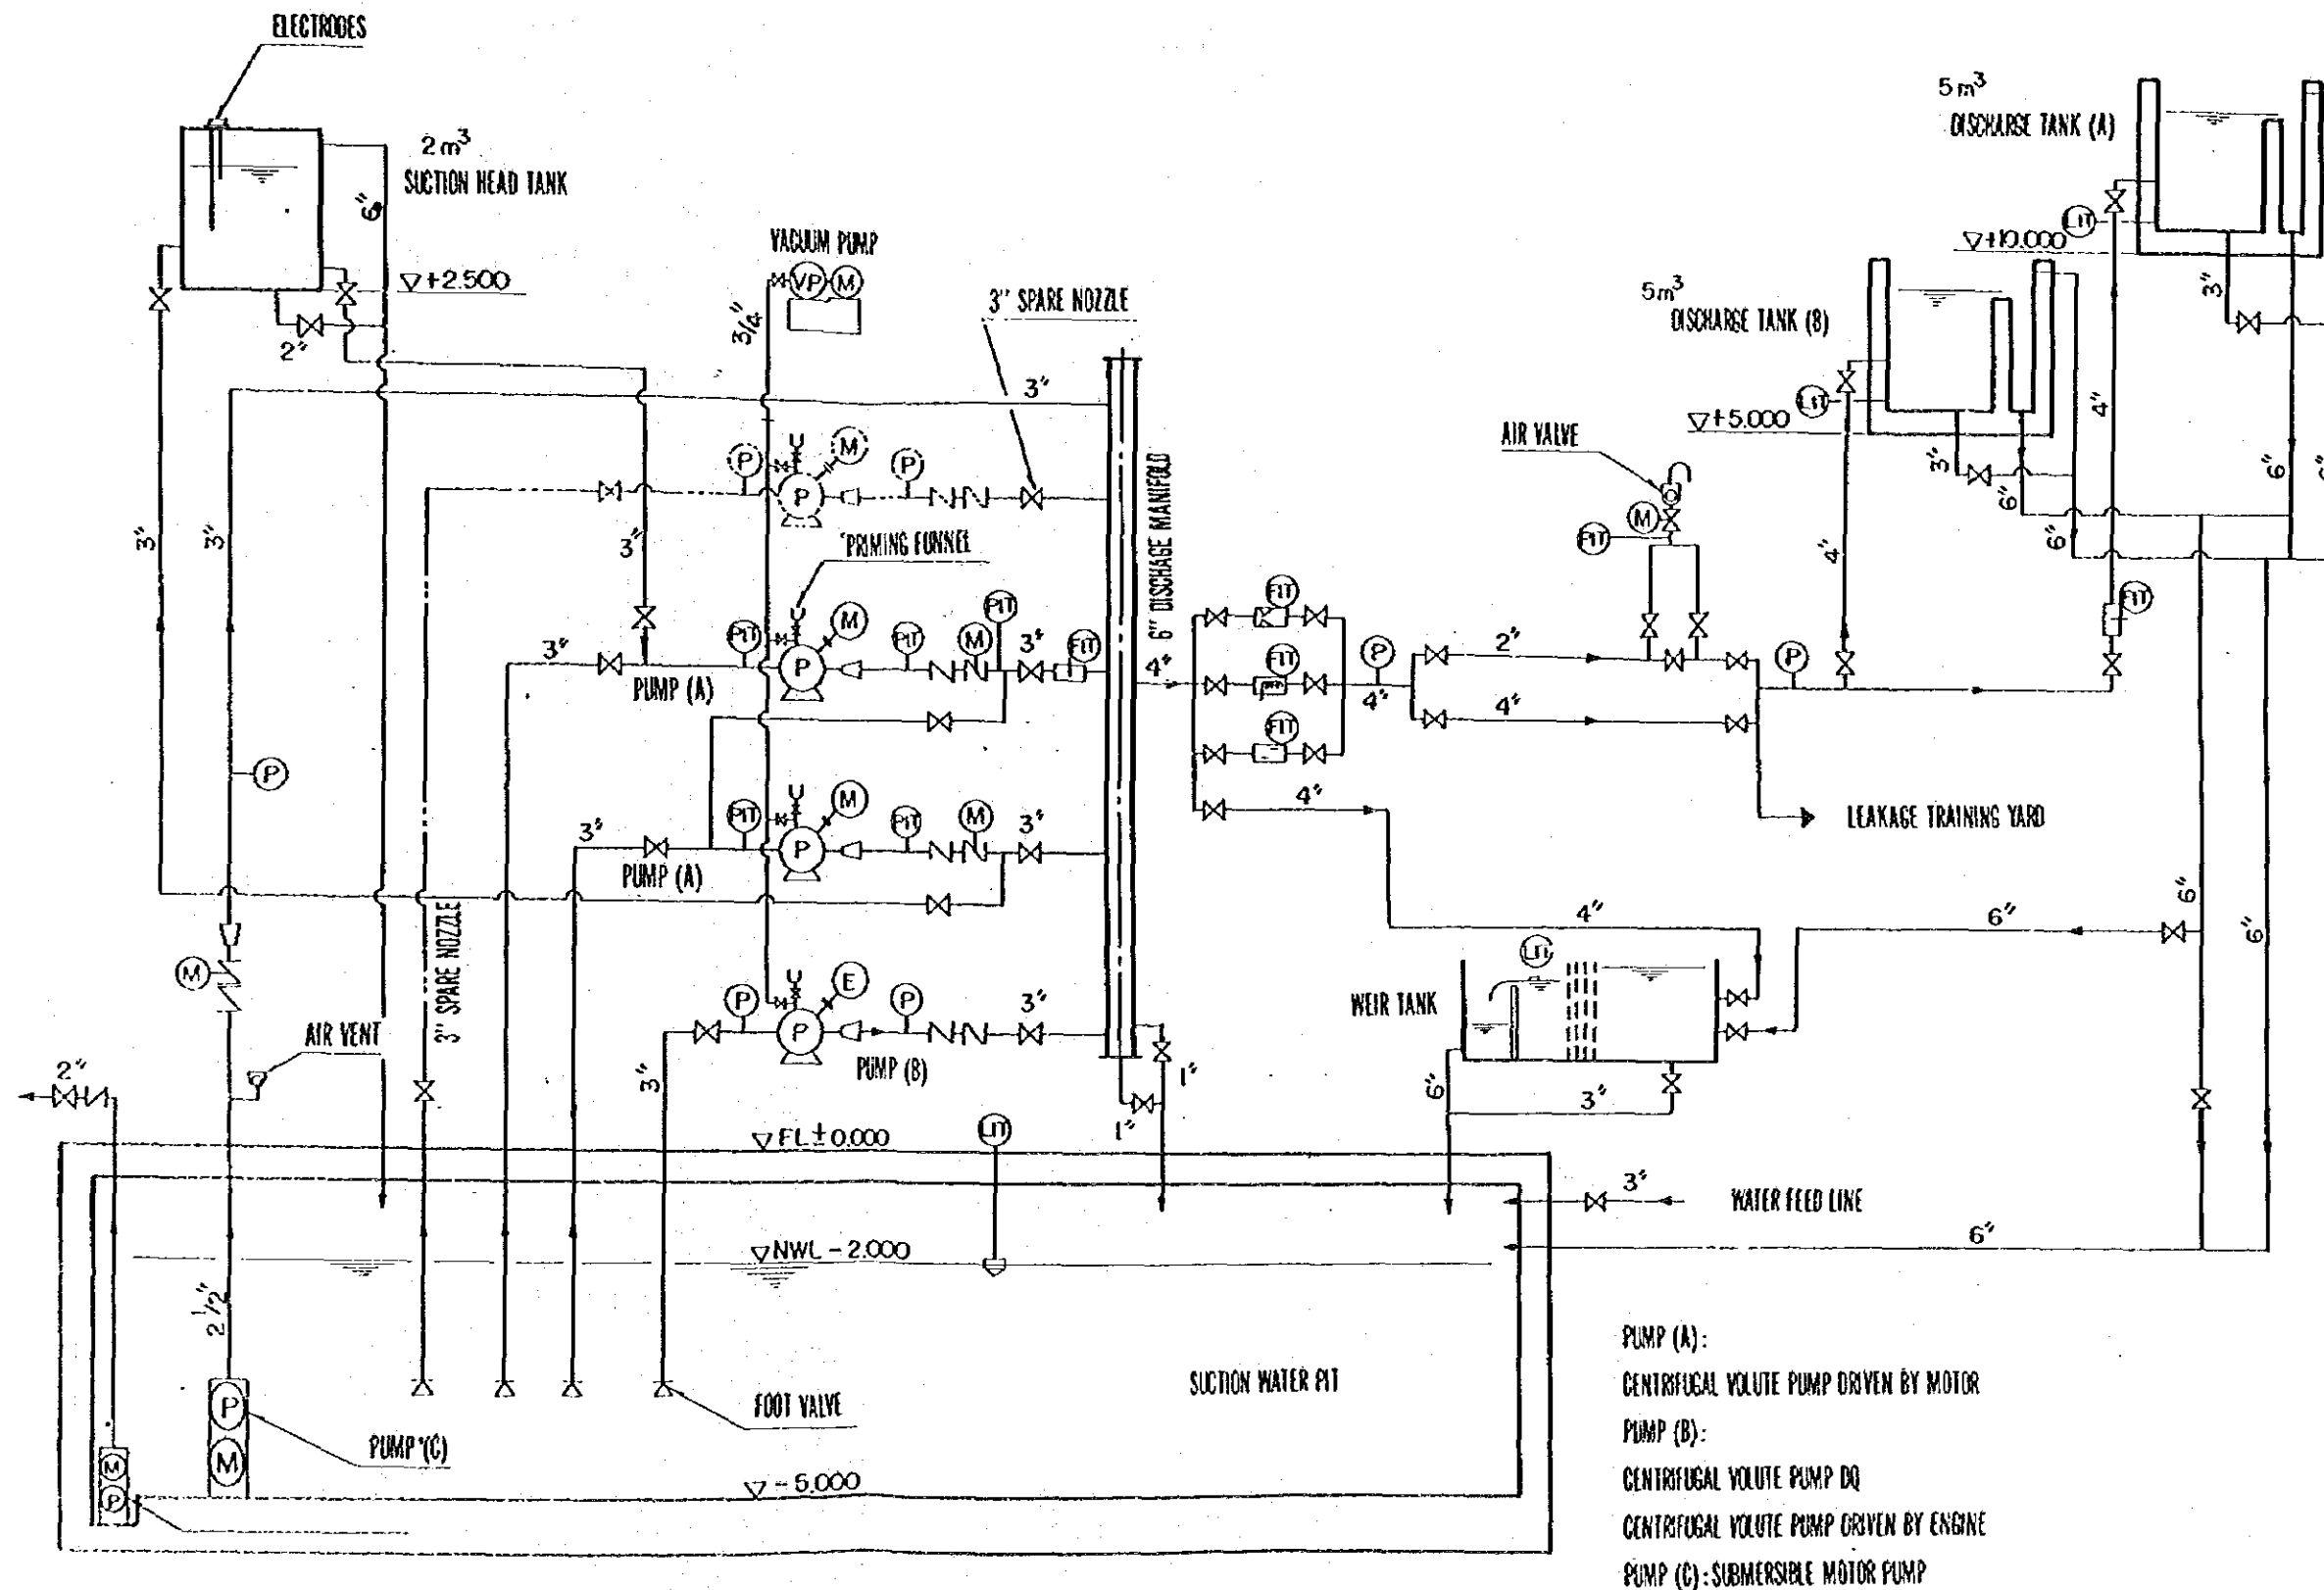 ELECTRODES
2m³
SUCTION HEAD TANK
6"
▽+2.500
2"
VACUUM PUMP
VP M
3/4"
3" SPARE NOZZLE
5m³
DISCHARGE TANK (A)
LIT
▽+10.000
3"
6"
5m³
DISCHARGE TANK (B)
LIT
▽+5.000
3"
6"
6"
4"
4"
3"
P M P
P
3"
3"
3"
6" DISCHAGE MANIFOLD
AIR VALVE
M
FIT
PRIMING FUNNEL
3"
PIT M PIT M PIT 3" FIT
P
PUMP (A)
4"
FIT
FIT
FIT
P
4"
2"
4"
P
FIT
4"
LEAKAGE TRAINING YARD
P
3"
PIT M PIT M 3"
P
PUMP (A)
3" SPARE NOZZLE
M
P E P 3"
P
PUMP (B)
3"
AIR VENT
2"
1"
1"
4"
6"
6"
6"
WEIR TANK
LIT
6"
3"
▽FL±0.000
LIT
3"
WATER FEED LINE
6"
▽NWL-2.000
2 1/2"
SUCTION WATER PIT
FOOT VALVE
P
M
PUMP (C)
M
P
▽-5.000
PUMP (A):
CENTRIFUGAL VOLUTE PUMP DRIVEN BY MOTOR
PUMP (B):
CENTRIFUGAL VOLUTE PUMP DQ
CENTRIFUGAL VOLUTE PUMP DRIVEN BY ENGINE
PUMP (C): SUBMERSIBLE MOTOR PUMP